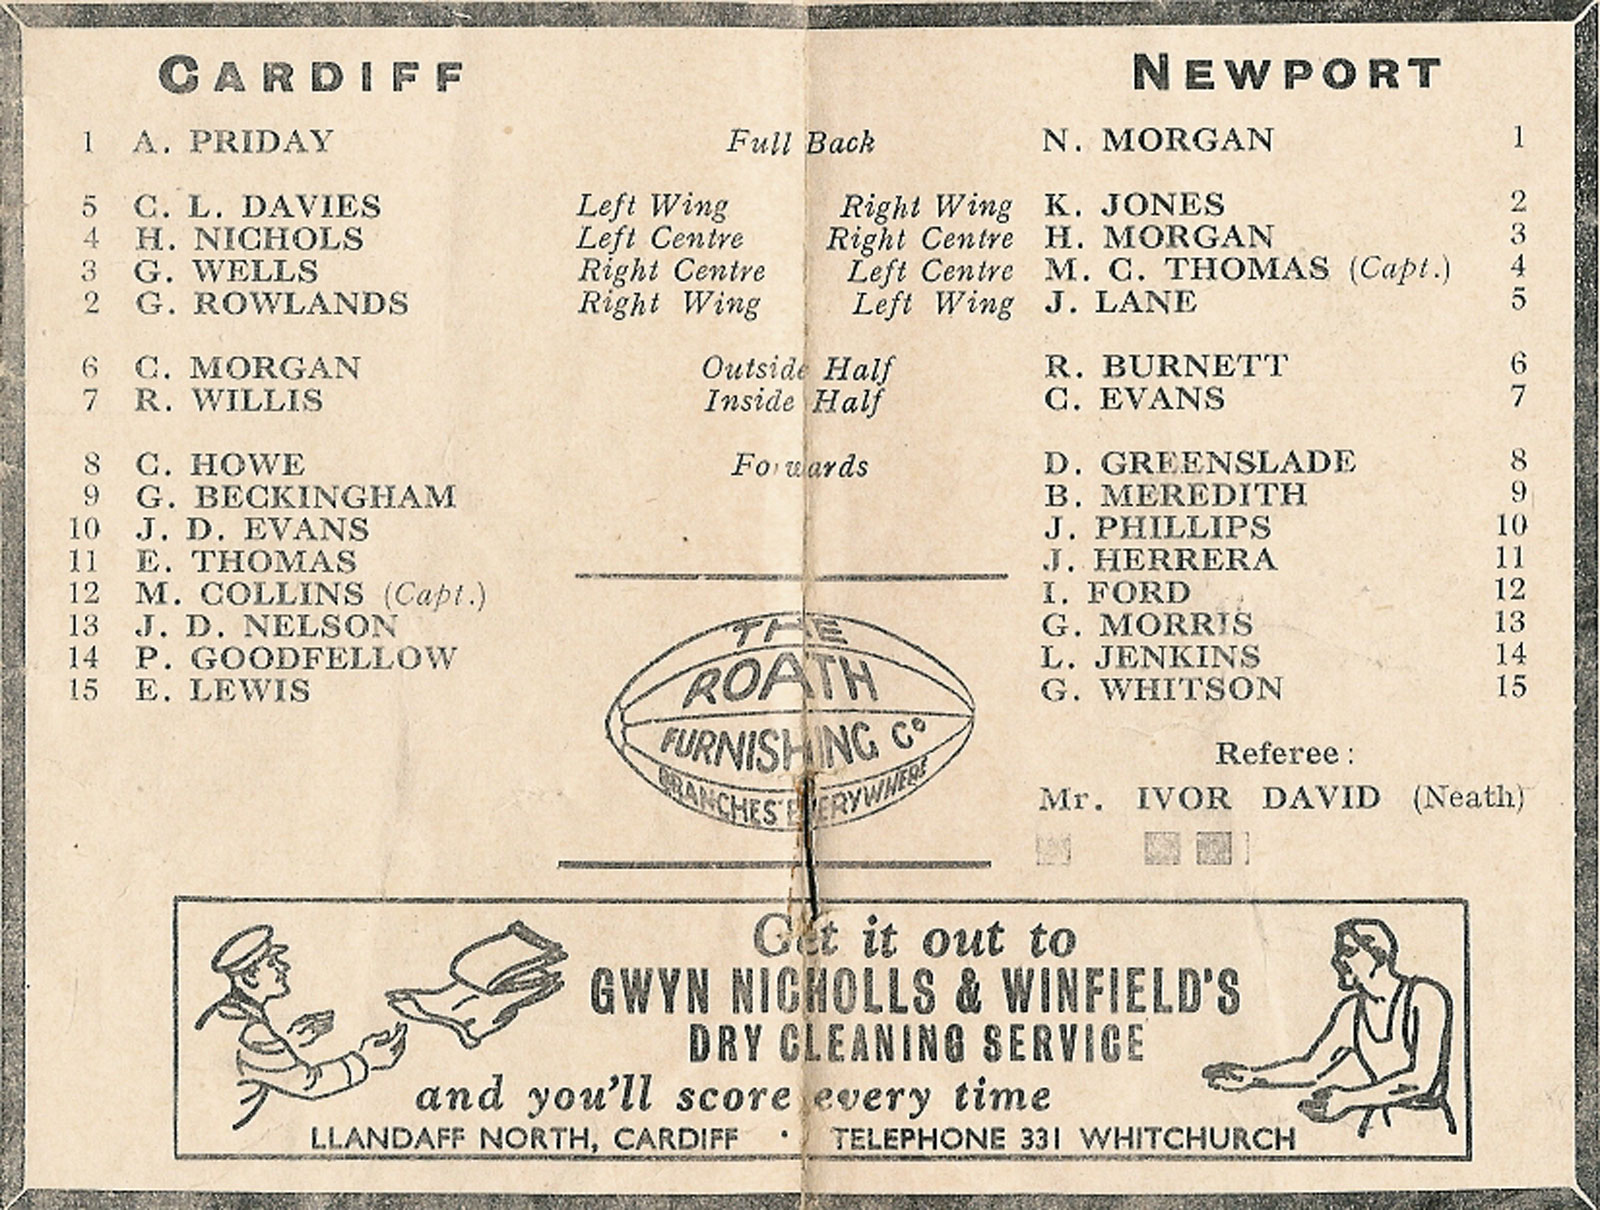 CARDIFF NEWPORT
1 A. PRIDAY Full Back N. MORGAN 1
5 C. L. DAVIES Left Wing Right Wing K. JONES 2
4 H. NICHOLS Left Centre Right Centre H. MORGAN 3
3 G. WELLS Right Centre Left Centre M. C. THOMAS (Capt.) 4
2 G. ROWLANDS Right Wing Left Wing J. LANE 5
6 C. MORGAN Outside Half R. BURNETT 6
7 R. WILLIS Inside Half C. EVANS 7
8 C. HOWE Forwards D. GREENSLADE 8
9 G. BECKINGHAM B. MEREDITH 9
10 J. D. EVANS J. PHILLIPS 10
11 E. THOMAS J. HERRERA 11
12 M. COLLINS (Capt.) I. FORD 12
13 J. D. NELSON G. MORRIS 13
14 P. GOODFELLOW L. JENKINS 14
15 E. LEWIS G. WHITSON 15
THE
ROATH
FURNISHING Co
BRANCHES EVERYWHERE
Referee:
Mr. IVOR DAVID (Neath)
Get it out to
GWYN NICHOLLS & WINFIELD'S
DRY CLEANING SERVICE
and you'll score every time
LLANDAFF NORTH, CARDIFF · TELEPHONE 331 WHITCHURCH